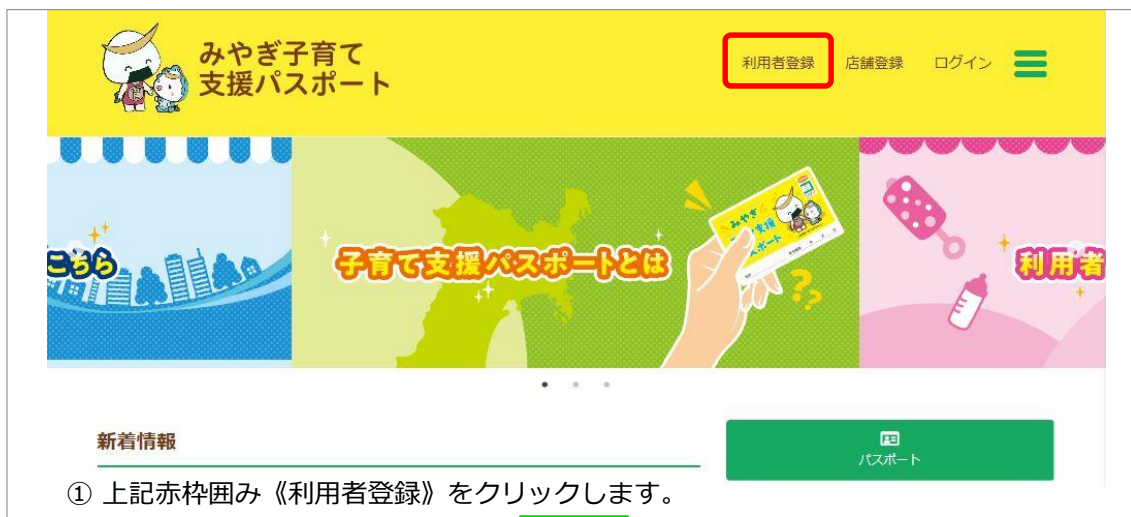 みやぎ子育て
支援パスポート
利用者登録 店舗登録 ログイン
こちら
子育て支援パスポートとは
みやぎ
利用者
新着情報
パスポート
① 上記赤枠囲み《利用者登録》をクリックします。